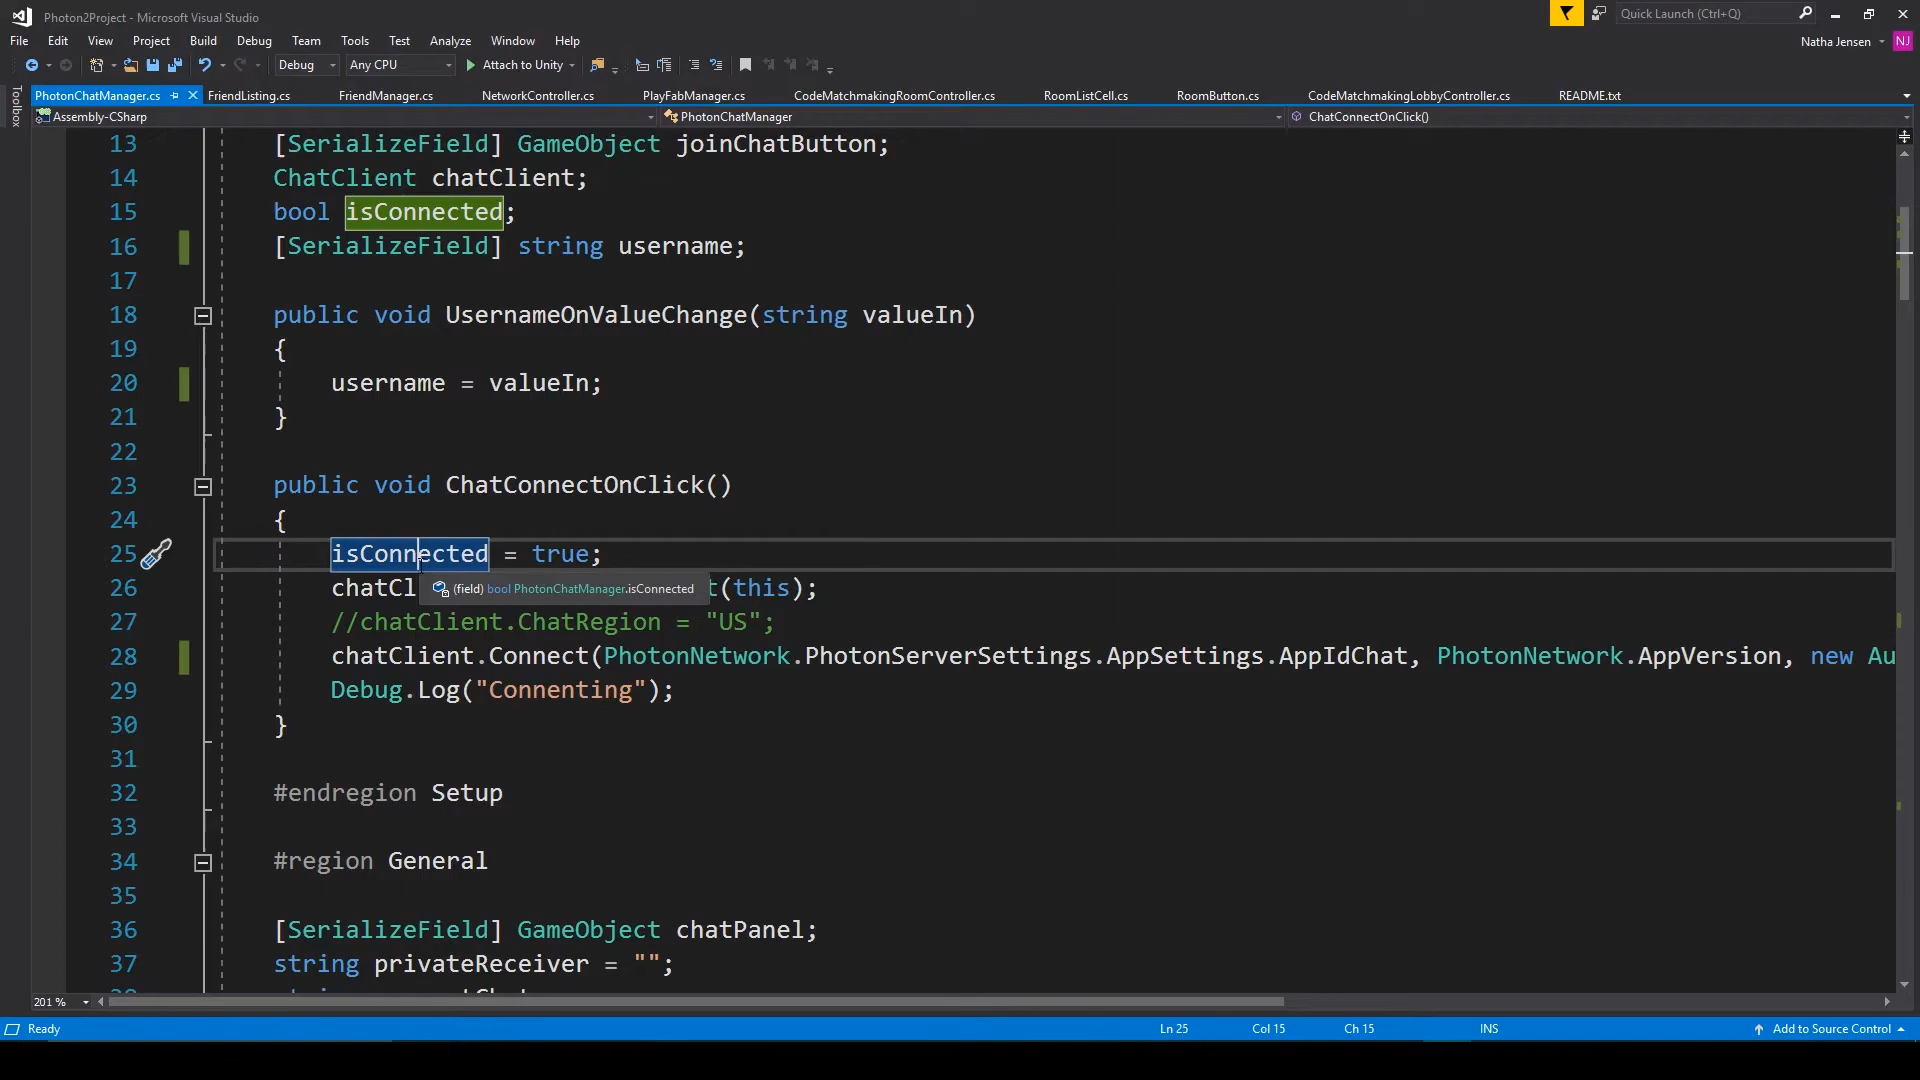 Photon2Project - Microsoft Visual Studio
Quick Launch (Ctrl+Q)
File Edit View Project Build Debug Team Tools Test Analyze Window Help
Natha Jensen NJ
Debug Any CPU Attach to Unity
Toolbox
PhotonChatManager.cs FriendListing.cs FriendManager.cs NetworkController.cs PlayFabManager.cs CodeMatchmakingRoomController.cs RoomListCell.cs RoomButton.cs CodeMatchmakingLobbyController.cs README.txt
Assembly-CSharp PhotonChatManager ChatConnectOnClick()
13 [SerializeField] GameObject joinChatButton;
14 ChatClient chatClient;
15 bool isConnected;
16 [SerializeField] string username;
17
18 public void UsernameOnValueChange(string valueIn)
19 {
20 username = valueIn;
21 }
22
23 public void ChatConnectOnClick()
24 {
25 isConnected = true;
26 chatCl t(this);
(field) bool PhotonChatManager.isConnected
27 //chatClient.ChatRegion = "US";
28 chatClient.Connect(PhotonNetwork.PhotonServerSettings.AppSettings.AppIdChat, PhotonNetwork.AppVersion, new Au
29 Debug.Log("Connenting");
30 }
31
32 #endregion Setup
33
34 #region General
35
36 [SerializeField] GameObject chatPanel;
37 string privateReceiver = "";
201 %
Ready Ln 25 Col 15 Ch 15 INS Add to Source Control